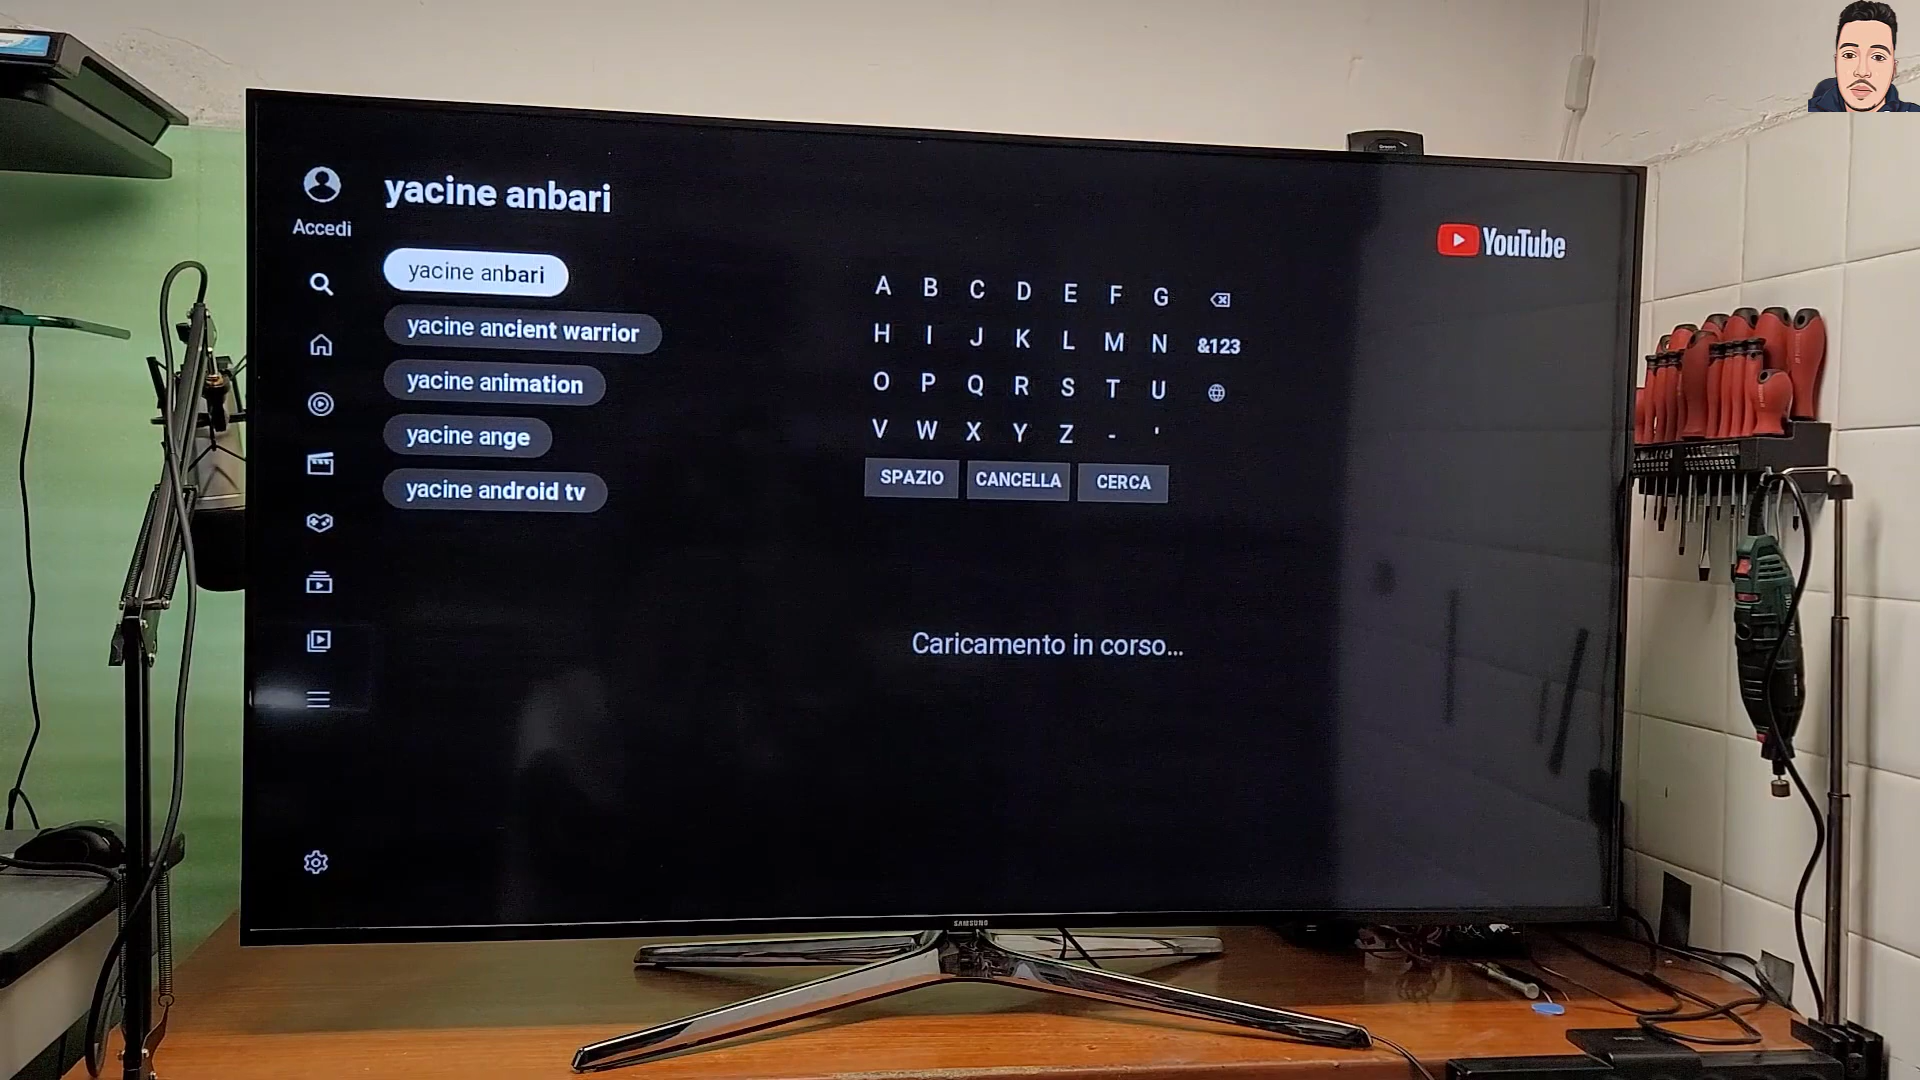 yacine anbari
Accedi
YouTube
yacine anbari
yacine ancient warrior
yacine animation
yacine ange
yacine android tv
A B C D E F G
H I J K L M N &123
O P Q R S T U
V W X Y Z - '
SPAZIO CANCELLA CERCA
Caricamento in corso...
SAMSUNG